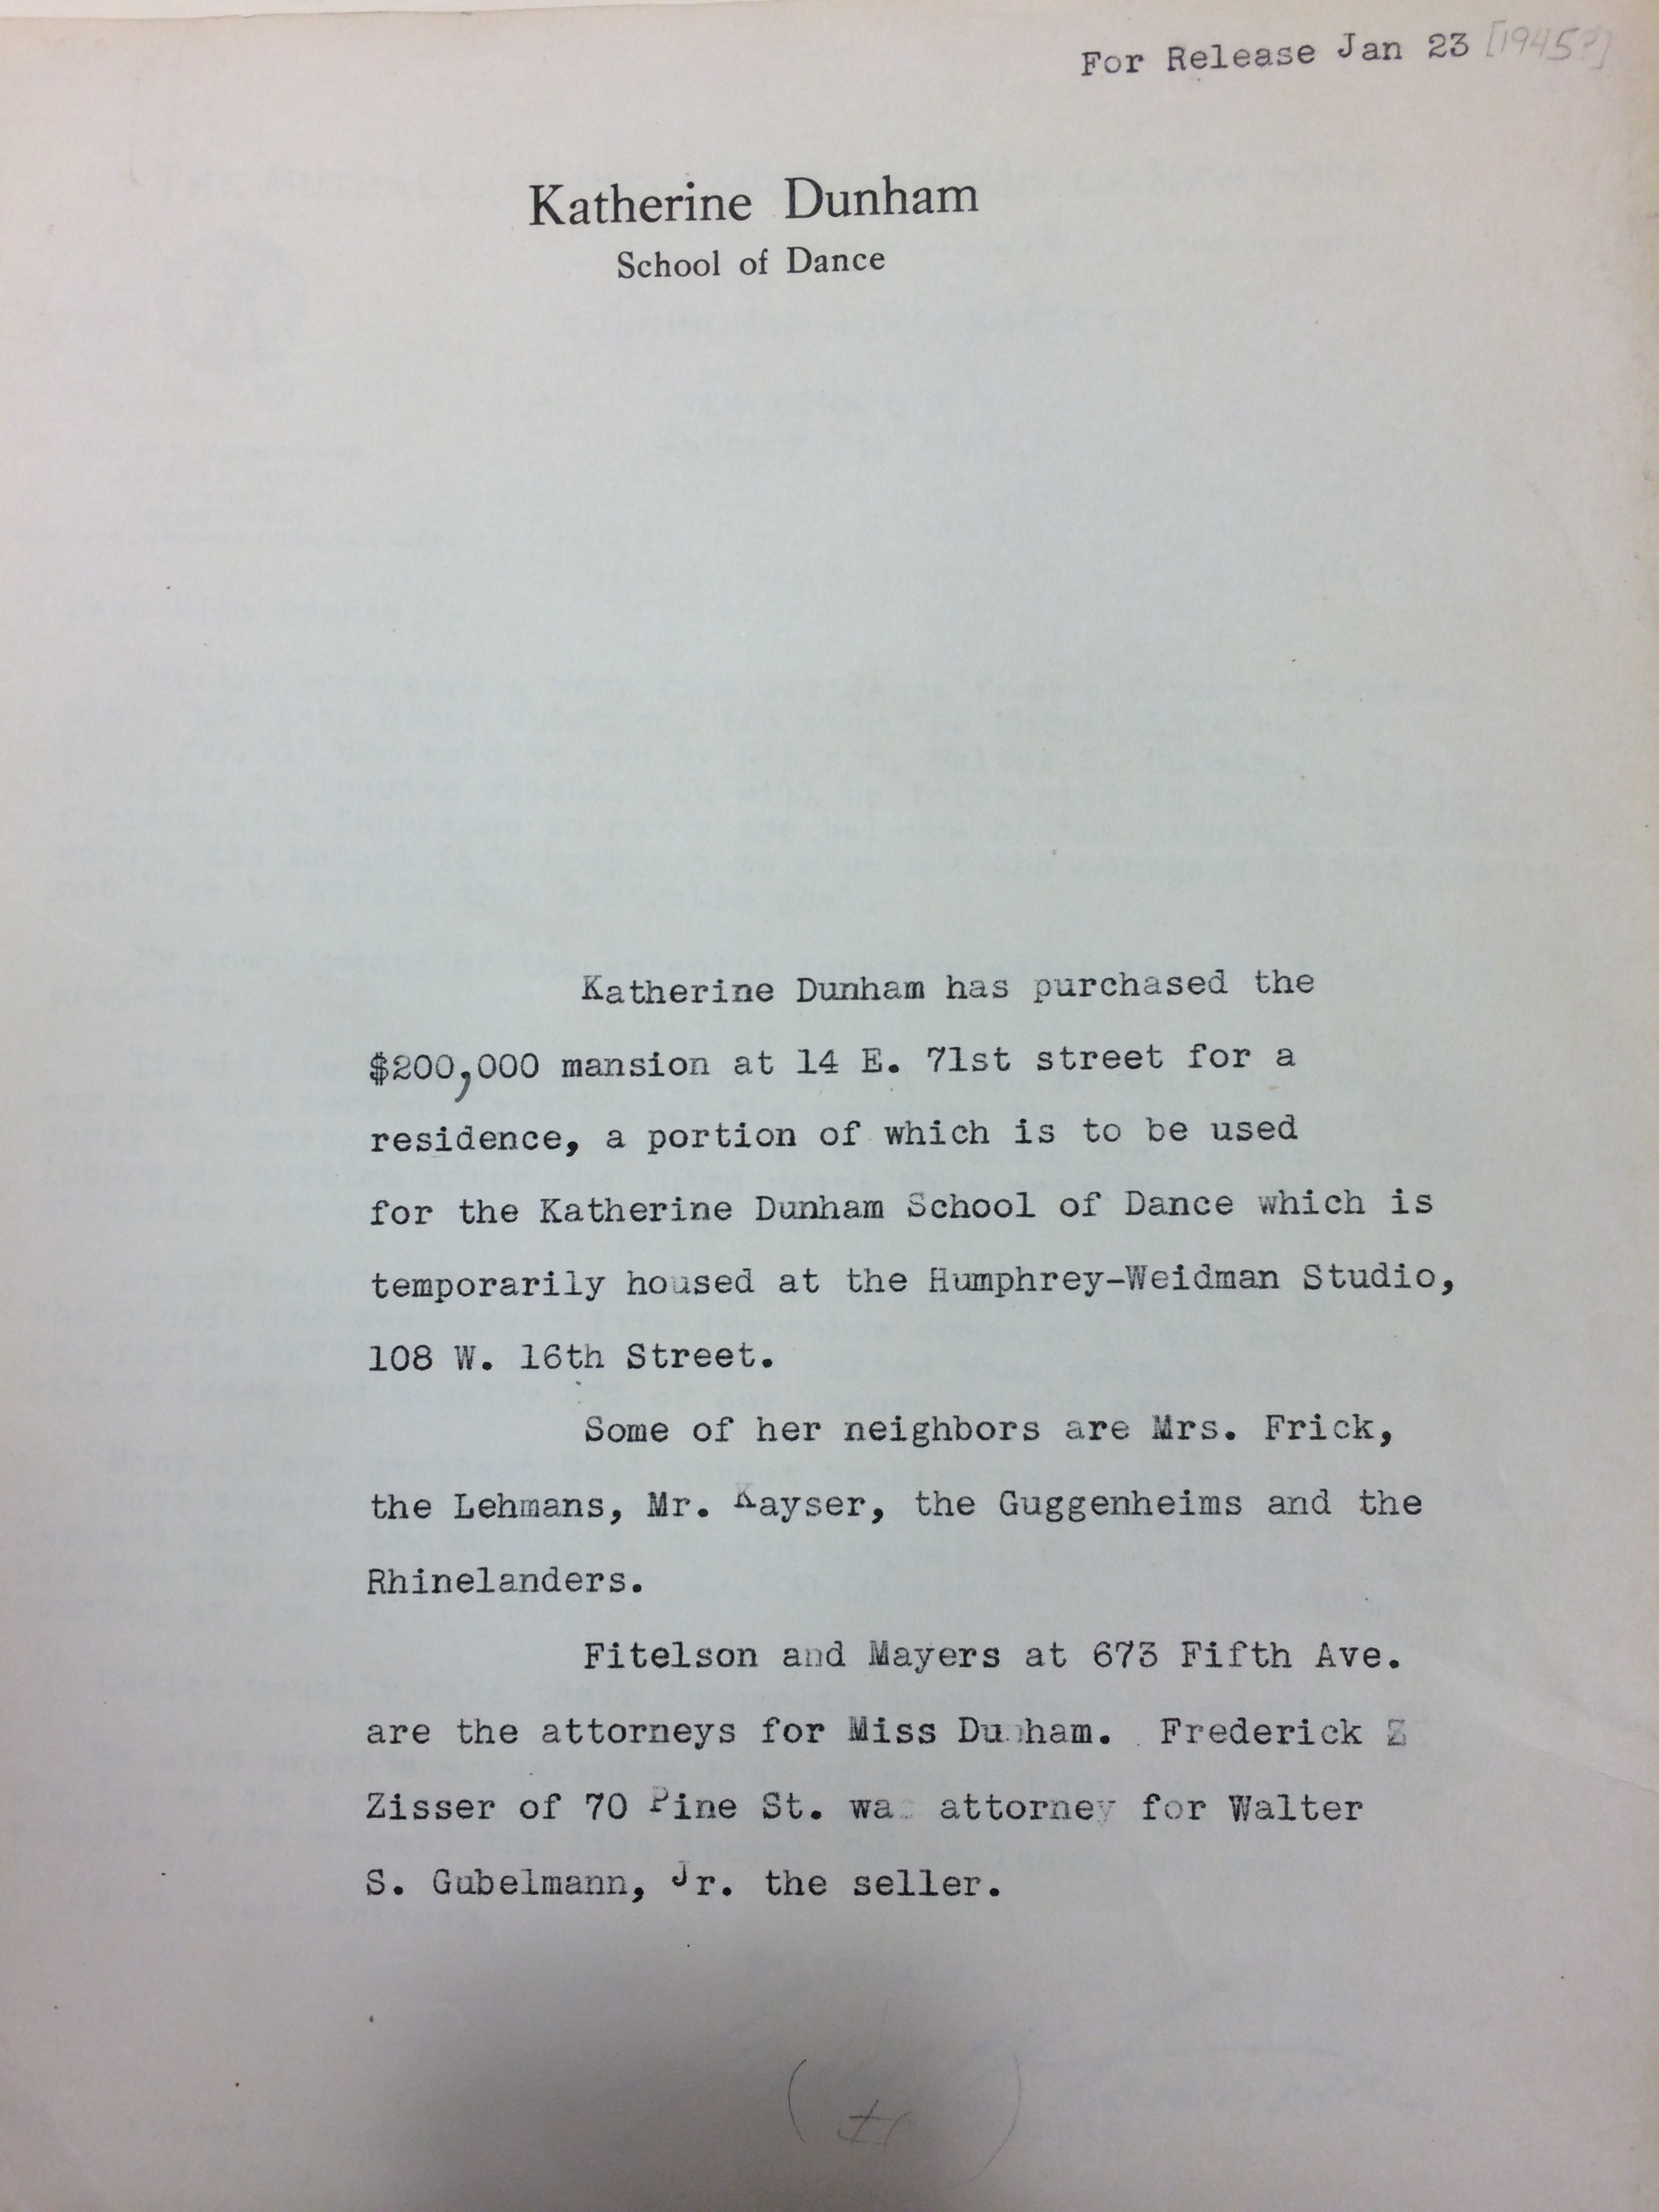 For Release Jan 23 [1945?]
Katherine Dunham
School of Dance
Katherine Dunham has purchased the
$200,000 mansion at 14 E. 71st street for a
residence, a portion of which is to be used
for the Katherine Dunham School of Dance which is
temporarily housed at the Humphrey-Weidman Studio,
108 W. 16th Street.
Some of her neighbors are Mrs. Frick,
the Lehmans, Mr. Kayser, the Guggenheims and the
Rhinelanders.
Fitelson and Mayers at 673 Fifth Ave.
are the attorneys for Miss Dunham. Frederick Z
Zisser of 70 Pine St. was attorney for Walter
S. Gubelmann, Jr. the seller.